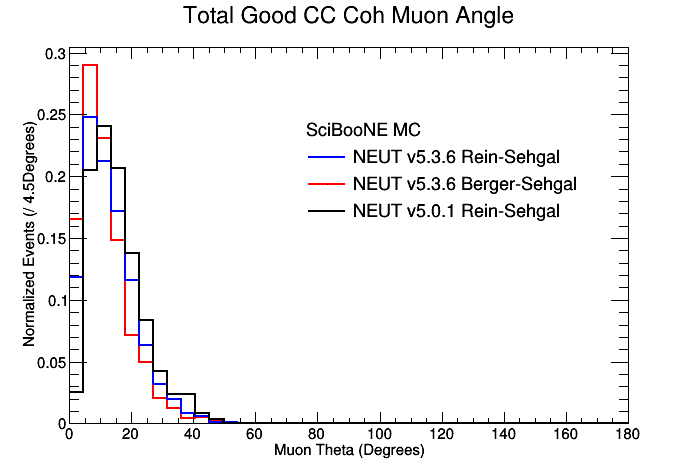 Total Good CC Coh Muon Angle
Normalized Events (/ 4.5Degrees)
0.3
0.25
0.2
0.15
0.1
0.05
0
SciBooNE MC
NEUT v5.3.6 Rein-Sehgal
NEUT v5.3.6 Berger-Sehgal
NEUT v5.0.1 Rein-Sehgal
0 20 40 60 80 100 120 140 160 180
Muon Theta (Degrees)